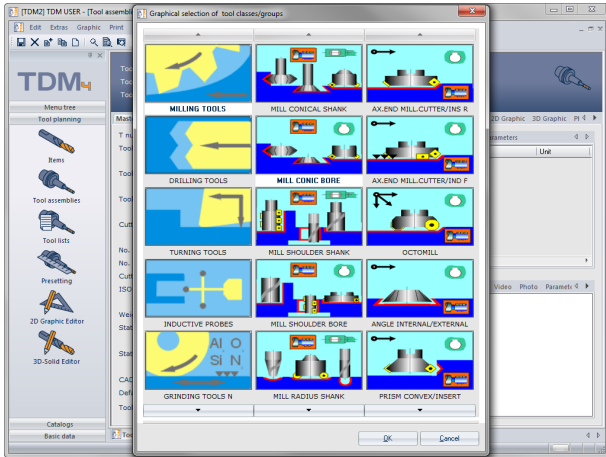 [TDM2] TDM USER - [Tool assembli
Graphical selection of tool classes/groups
Edit Extras Graphic Print
TDM4
Menu tree
Tool planning
Items
Tool assemblies
Tool lists
Presetting
2D Graphic Editor
3D-Solid Editor
Catalogs
Basic data
MILLING TOOLS
MILL CONICAL SHANK
AX.END MILL.CUTTER/INS R
DRILLING TOOLS
MILL CONIC BORE
AX.END MILL.CUTTER/IND F
TURNING TOOLS
MILL SHOULDER SHANK
OCTOMILL
INDUCTIVE PROBES
MILL SHOULDER BORE
ANGLE INTERNAL/EXTERNAL
Al O
Si N
GRINDING TOOLS N
MILL RADIUS SHANK
PRISM CONVEX/INSERT
OK
Cancel
2D Graphic 3D Graphic
Unit
Video Photo